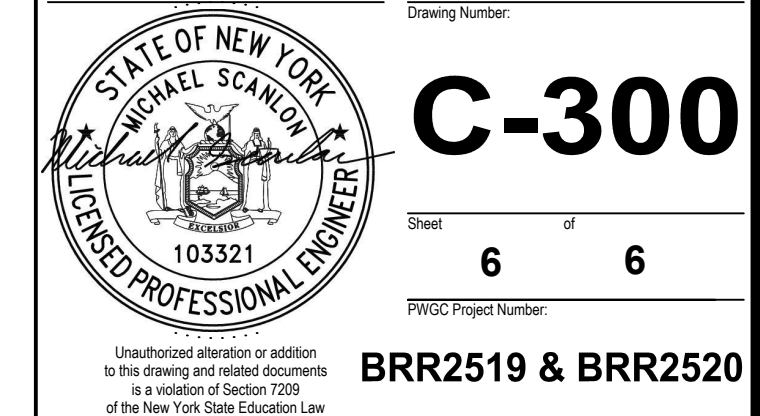 STATE OF NEW YORK
MICHAEL SCANLON
EXCELSIOR
103321
LICENSED PROFESSIONAL ENGINEER
Michael Scanlon
Unauthorized alteration or addition
to this drawing and related documents
is a violation of Section 7209
of the New York State Education Law
Drawing Number:
C-300
Sheet of
6 6
PWGC Project Number:
BRR2519 & BRR2520